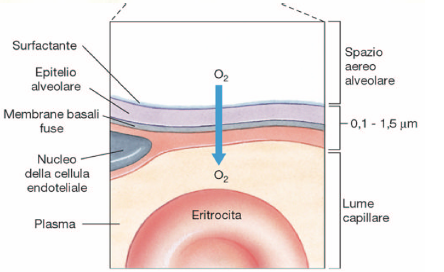 Surfactante
Epitelio
alveolare
Membrane basali
fuse
Nucleo
della cellula
endoteliale
Plasma
O2
O2
Eritrocita
Spazio
aereo
alveolare
0,1 - 1,5 µm
Lume
capillare